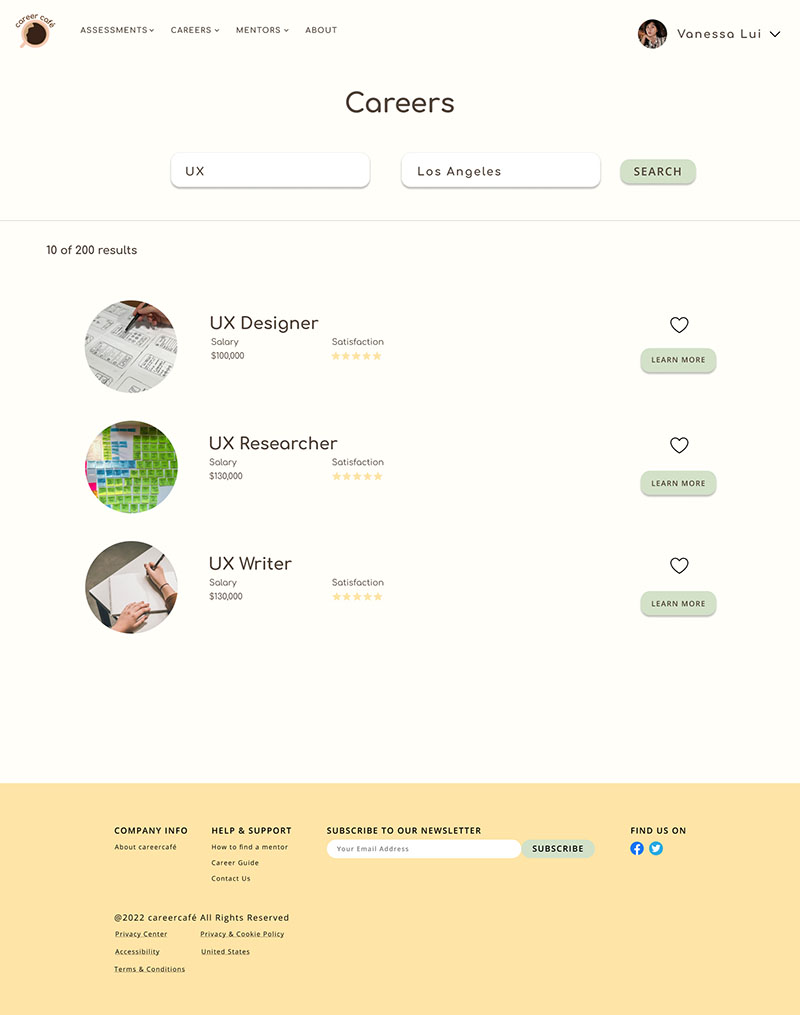 career café
ASSESSMENTS CAREERS MENTORS ABOUT
Vanessa Lui
Careers
UX
Los Angeles
SEARCH
10 of 200 results
UX Designer
Salary Satisfaction
$100,000
LEARN MORE
UX Researcher
Salary Satisfaction
$130,000
LEARN MORE
UX Writer
Salary Satisfaction
$130,000
LEARN MORE
COMPANY INFO
About careercafé
HELP & SUPPORT
How to find a mentor
Career Guide
Contact Us
SUBSCRIBE TO OUR NEWSLETTER
Your Email Address
SUBSCRIBE
FIND US ON
@2022 careercafé All Rights Reserved
Privacy Center Privacy & Cookie Policy
Accessibility United States
Terms & Conditions